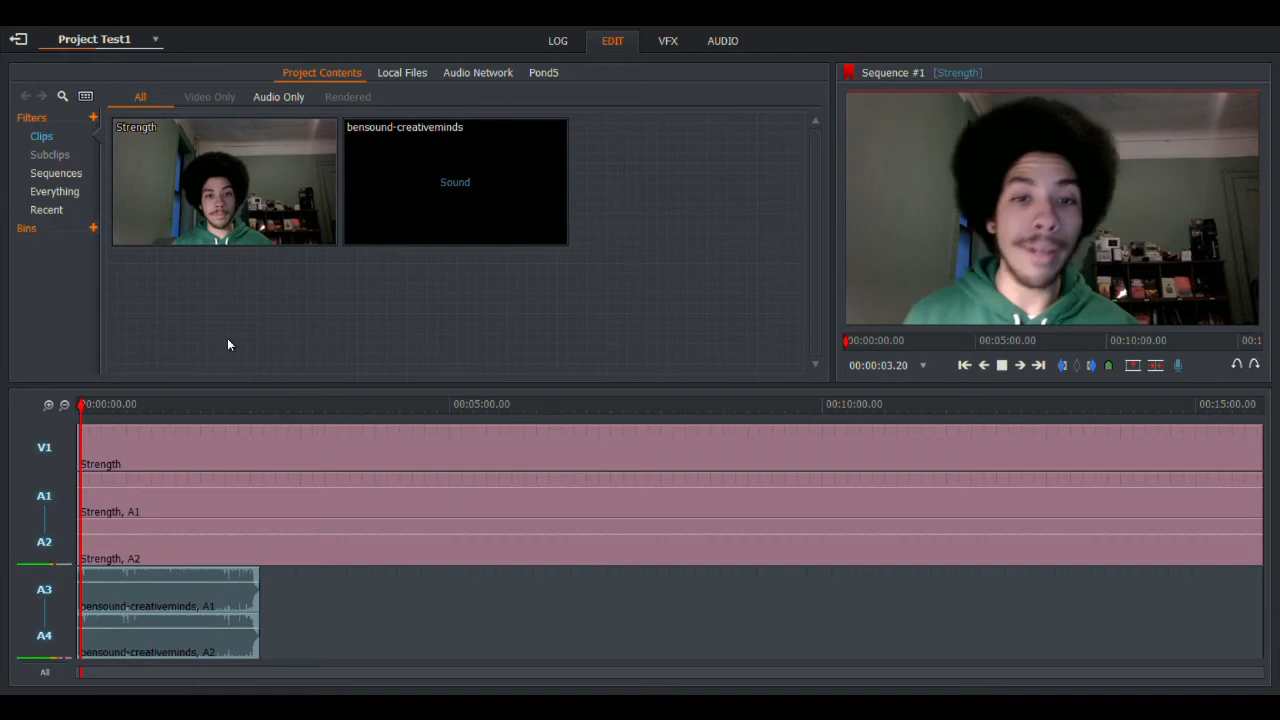 Project Test1
LOG
EDIT
VFX
AUDIO
Project Contents
Local Files
Audio Network
Pond5
Sequence #1 [Strength]
All
Video Only
Audio Only
Rendered
Filters
Clips
Subclips
Sequences
Everything
Recent
Bins
Strength
bensound-creativeminds
Sound
00:00:00.00
00:05:00.00
00:10:00.00
00:1
00:00:03.20
00:00:00.00
00:05:00.00
00:10:00.00
00:15:00.00
V1
Strength
A1
Strength, A1
A2
Strength, A2
A3
bensound-creativeminds, A1
A4
bensound-creativeminds, A2
All